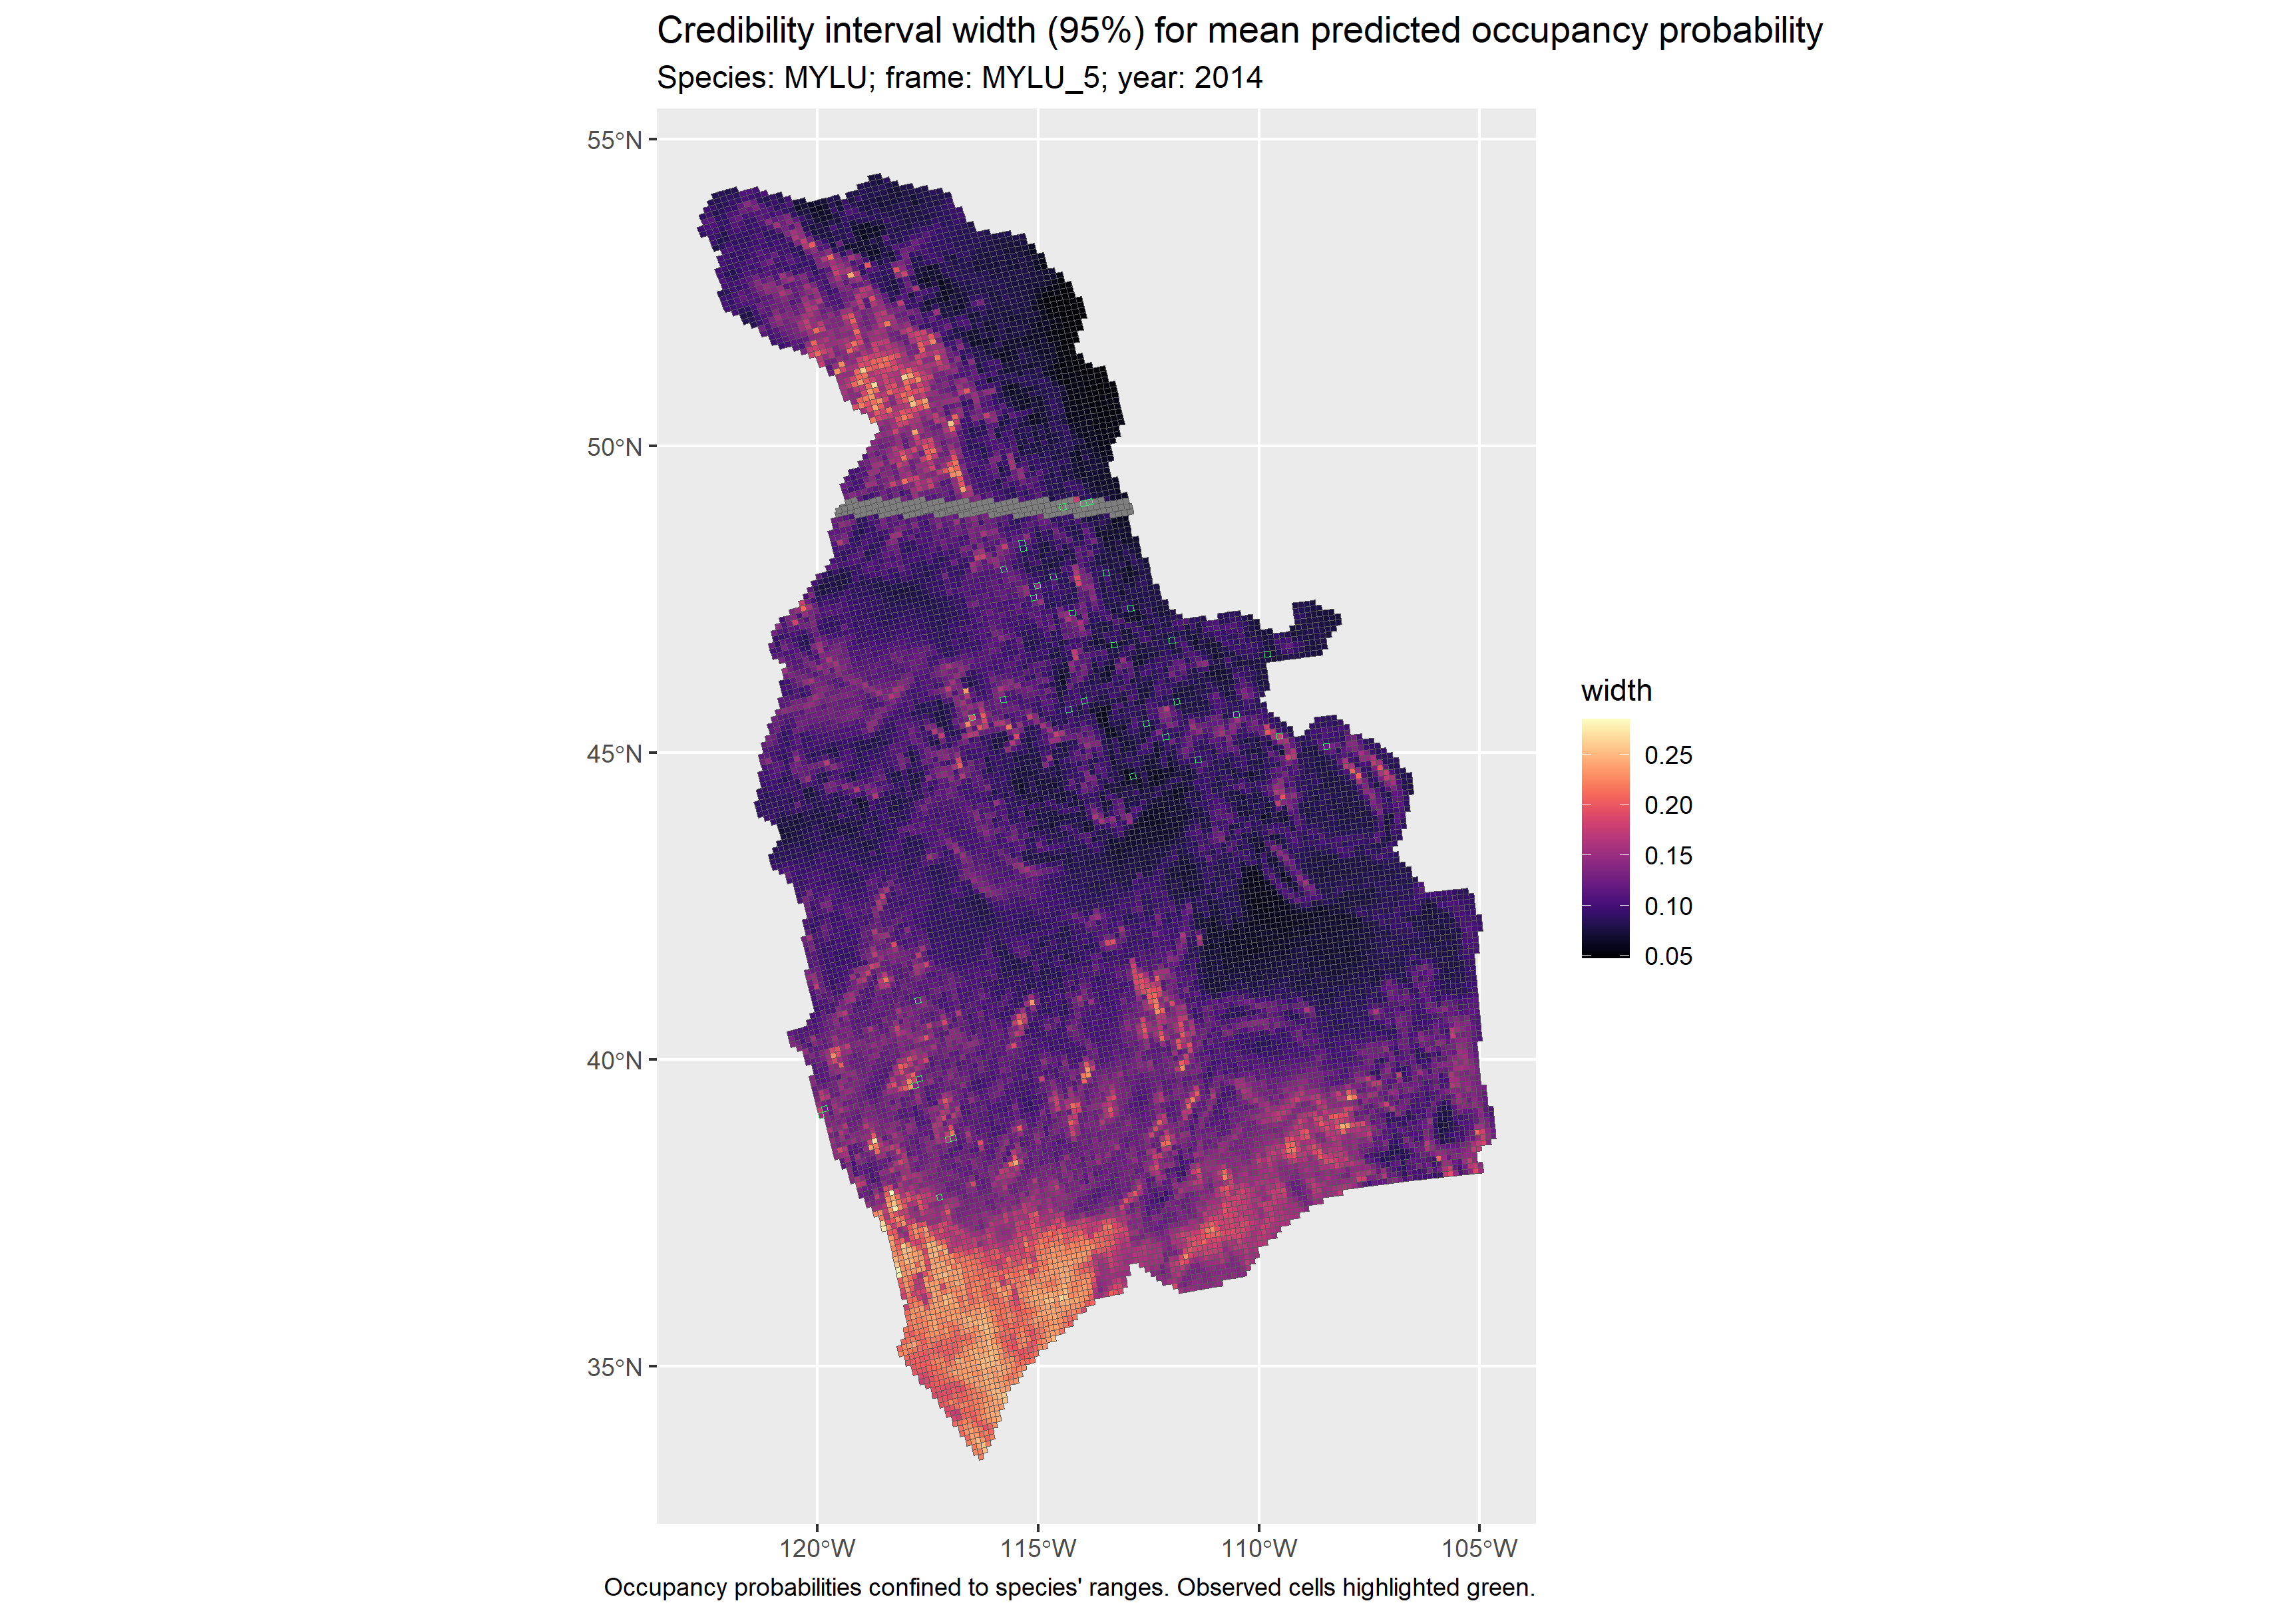 Credibility interval width (95%) for mean predicted occupancy probability
Species: MYLU; frame: MYLU_5; year: 2014
55°N
50°N
45°N
40°N
35°N
120°W
115°W
110°W
105°W
width
0.25
0.20
0.15
0.10
0.05
Occupancy probabilities confined to species' ranges. Observed cells highlighted green.